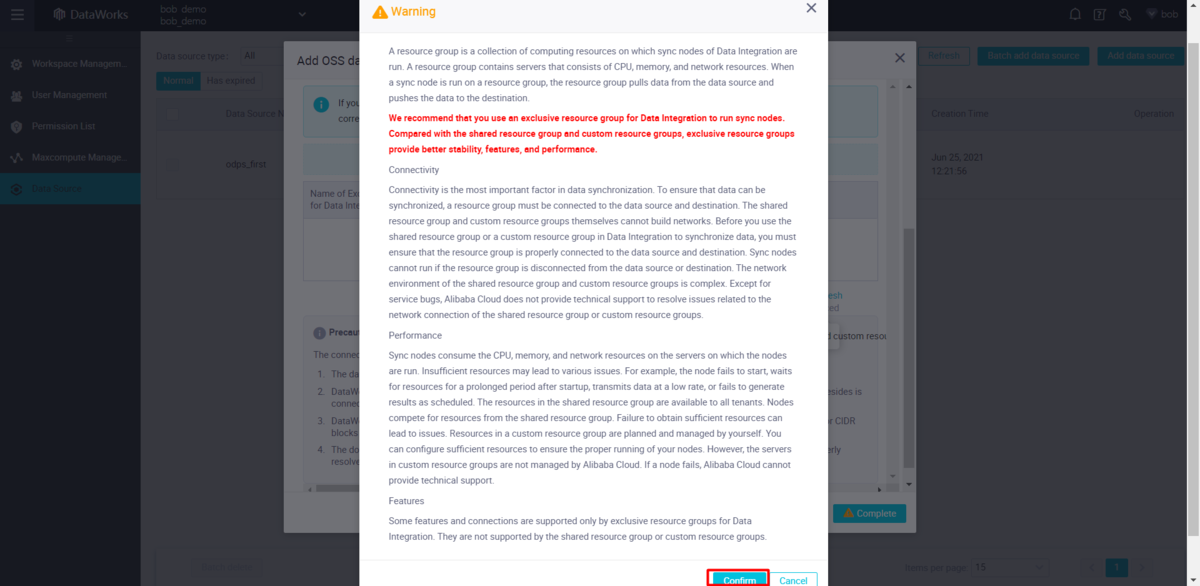 DataWorks
bob_demo
bob_demo
bob
Warning
Workspace Managem...
User Management
Permission List
Maxcompute Manage...
Data Source
Data source type: All
Refresh
Batch add data source
Add data source
Normal
Has expired
Data Source N
Creation Time
Operation
odps_first
Jun 25, 2021
12:21:56
Add OSS da
If you
corre
Name of Ex
for Data Inte
esh
ed
d custom resou
Precau
The connec
1. The da
2. DataW
connec
esides is
3. DataW
blocks
r CIDR
4. The do
resolve
erly
Complete
Items per page: 15
1
A resource group is a collection of computing resources on which sync nodes of Data Integration are
run. A resource group contains servers that consists of CPU, memory, and network resources. When
a sync node is run on a resource group, the resource group pulls data from the data source and
pushes the data to the destination.
We recommend that you use an exclusive resource group for Data Integration to run sync nodes.
Compared with the shared resource group and custom resource groups, exclusive resource groups
provide better stability, features, and performance.
Connectivity
Connectivity is the most important factor in data synchronization. To ensure that data can be
synchronized, a resource group must be connected to the data source and destination. The shared
resource group and custom resource groups themselves cannot build networks. Before you use the
shared resource group or a custom resource group in Data Integration to synchronize data, you must
ensure that the resource group is properly connected to the data source and destination. Sync nodes
cannot run if the resource group is disconnected from the data source or destination. The network
environment of the shared resource group and custom resource groups is complex. Except for
service bugs, Alibaba Cloud does not provide technical support to resolve issues related to the
network connection of the shared resource group or custom resource groups.
Performance
Sync nodes consume the CPU, memory, and network resources on the servers on which the nodes
are run. Insufficient resources may lead to various issues. For example, the node fails to start, waits
for resources for a prolonged period after startup, transmits data at a low rate, or fails to generate
results as scheduled. The resources in the shared resource group are available to all tenants. Nodes
compete for resources from the shared resource group. Failure to obtain sufficient resources can
lead to issues. Resources in a custom resource group are planned and managed by yourself. You
can configure sufficient resources to ensure the proper running of your nodes. However, the servers
in custom resource groups are not managed by Alibaba Cloud. If a node fails, Alibaba Cloud cannot
provide technical support.
Features
Some features and connections are supported only by exclusive resource groups for Data
Integration. They are not supported by the shared resource group or custom resource groups.
Confirm
Cancel